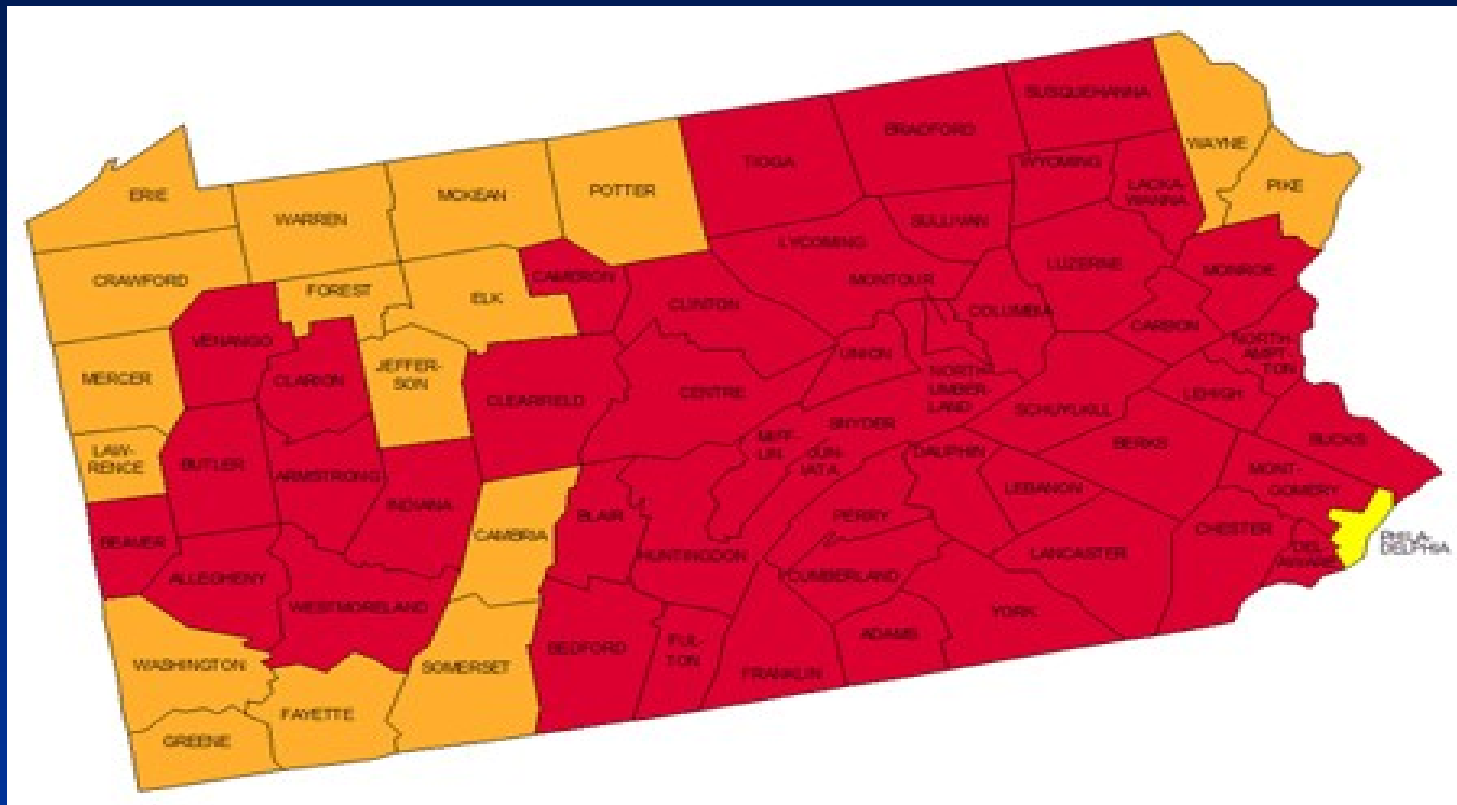 SUSQUEHANNA
BRADFORD
TIOGA
WAYNE
WYOMING
LACKA-
WANNA
PIKE
ERIE
WARREN
MCKEAN
POTTER
SULLIVAN
LYCOMING
CRAWFORD
FOREST
ELK
CAMERON
CLINTON
MONTOUR
LUZERNE
MONROE
COLUMBIA
CARBON
VENANGO
CLARION
JEFFER-
SON
MERCER
UNION
NORTH-
AMPT-
TON
CLEARFIELD
CENTRE
NORTH-
UMBER-
LAND
LEHIGH
SCHUYLKILL
SNYDER
LAW-
RENCE
BUTLER
ARMSTRONG
MIFF-
LIN
JUN-
IATA
DAUPHIN
BERKS
BUCKS
INDIANA
LEBANON
MONT-
GOMERY
BEAVER
CAMBRIA
BLAIR
PERRY
CHESTER
PHILA-
DELPHIA
HUNTINGDON
LANCASTER
DEL-
AWARE
ALLEGHENY
CUMBERLAND
WESTMORELAND
YORK
ADAMS
BEDFORD
FUL-
TON
FRANKLIN
WASHINGTON
SOMERSET
FAYETTE
GREENE